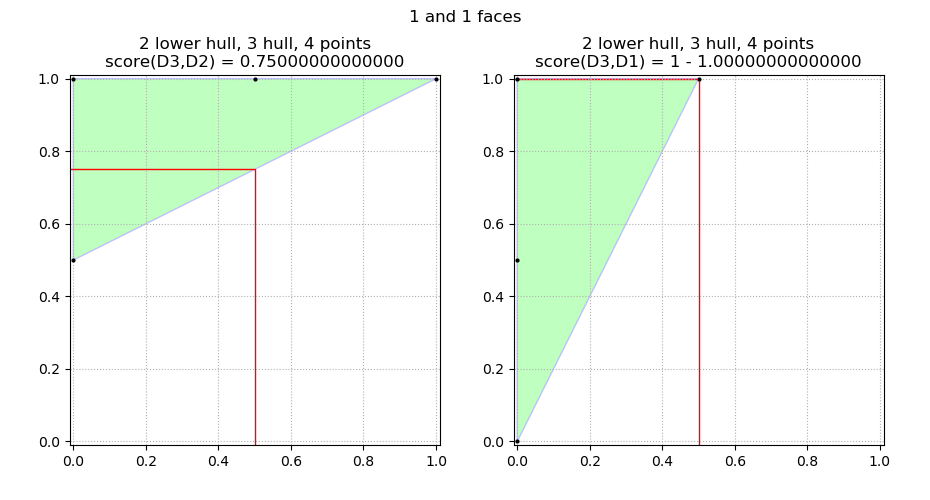 1 and 1 faces
2 lower hull, 3 hull, 4 points
score(D3,D2) = 0.75000000000000
2 lower hull, 3 hull, 4 points
score(D3,D1) = 1 - 1.00000000000000
1.0
0.8
0.6
0.4
0.2
0.0
0.0 0.2 0.4 0.6 0.8 1.0
1.0
0.8
0.6
0.4
0.2
0.0
0.0 0.2 0.4 0.6 0.8 1.0